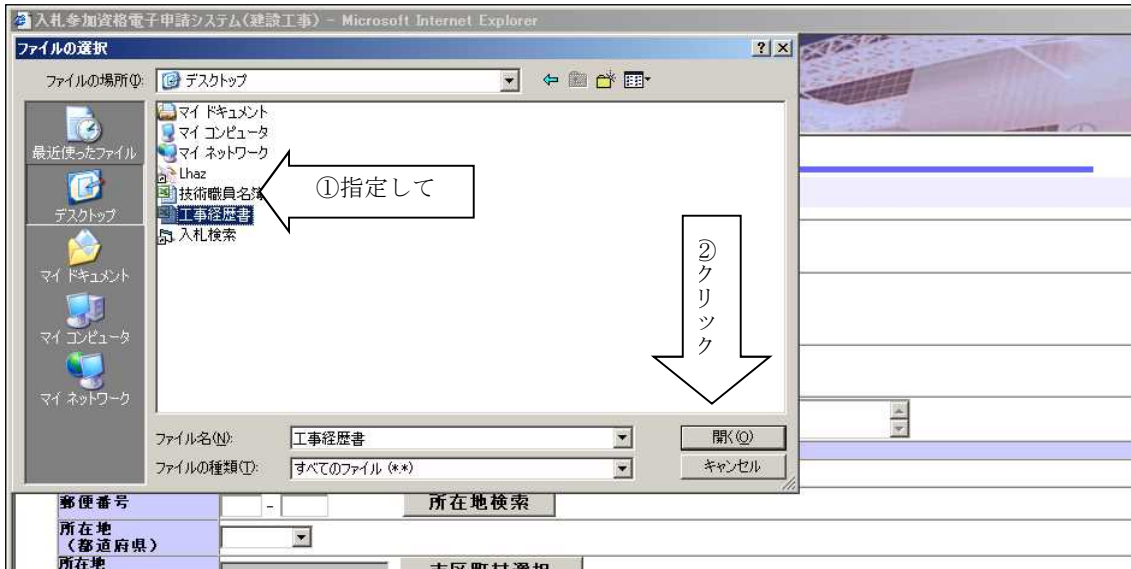 入札参加資格電子申請システム(建設工事) - Microsoft Internet Explorer
ファイルの選択
ファイルの場所(I):
デスクトップ
最近使ったファイル
デスクトップ
マイ ドキュメント
マイ コンピュータ
マイ ネットワーク
マイ ドキュメント
マイ コンピュータ
マイ ネットワーク
Lhaz
技術職員名簿
工事経歴書
入札検索
①指定して
②クリック
ファイル名(N):
工事経歴書
開く(O)
ファイルの種類(T):
すべてのファイル (*.*)
キャンセル
郵便番号
-
所在地検索
所在地
(都道府県)
所在地
市区町村選択